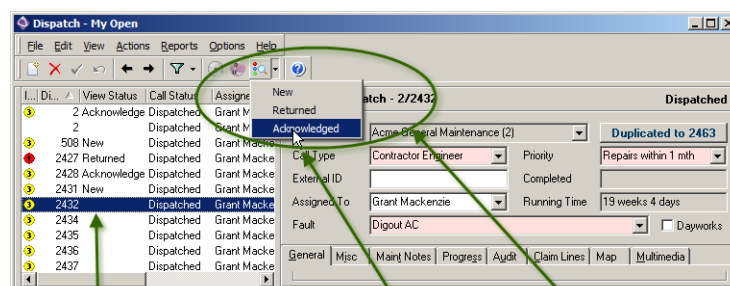 Dispatch - My Open
File Edit View Actions Reports Options Help
I... Di... View Status Call Status Assigne
New
Returned
Acknowledged
atch - 2/2432 Dispatched
2 Acknowledge Dispatched Grant M
2 Dispatched Grant M
508 New Dispatched Grant Macke
2427 Returned Dispatched Grant Macke
2428 Acknowledge Dispatched Grant Macke
2431 New Dispatched Grant Macke
2432 Dispatched Grant Macke
2434 Dispatched Grant Macke
2435 Dispatched Grant Macke
2436 Dispatched Grant Macke
2437 Dispatched Grant Macke
Acme General Maintenance (2) Duplicated to 2463
Call Type Contractor Engineer Priority Repairs within 1 mth
External ID Completed
Assigned To Grant Mackenzie Running Time 19 weeks 4 days
Fault Digout AC Dayworks
General Misc Maint Notes Progress Audit Claim Lines Map Multimedia